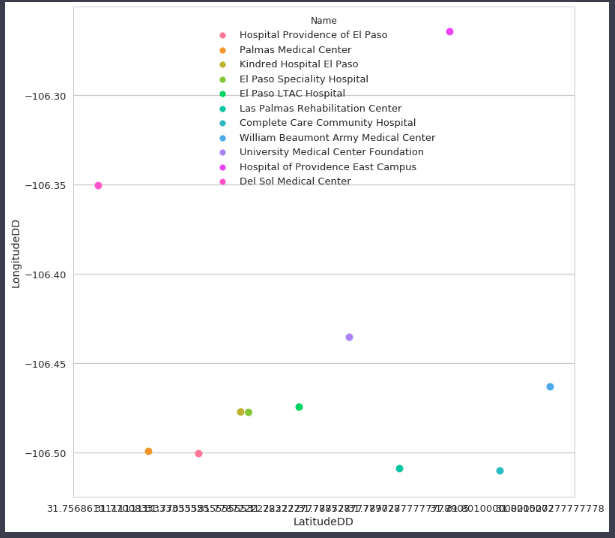 Name
Hospital Providence of El Paso
Palmas Medical Center
Kindred Hospital El Paso
El Paso Speciality Hospital
El Paso LTAC Hospital
Las Palmas Rehabilitation Center
Complete Care Community Hospital
William Beaumont Army Medical Center
University Medical Center Foundation
Hospital of Providence East Campus
Del Sol Medical Center
−106.30
−106.35
−106.40
−106.45
−106.50
LongitudeDD
LatitudeDD